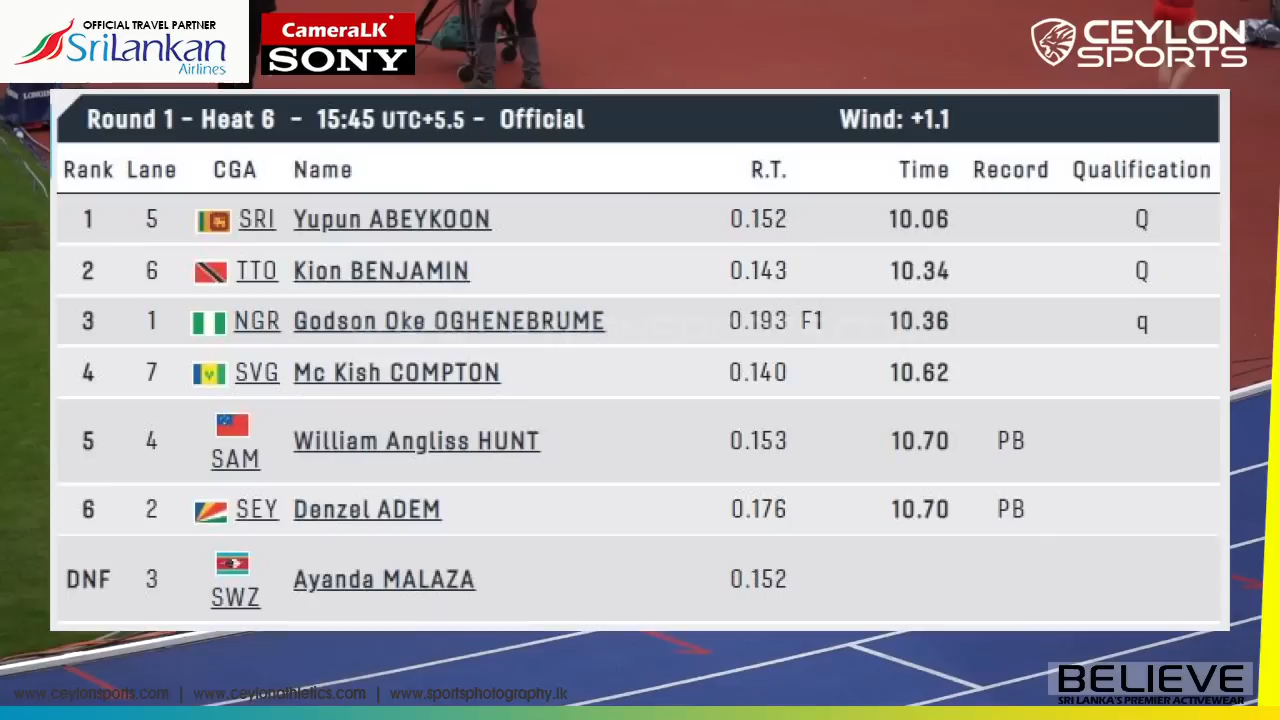 OFFICIAL TRAVEL PARTNER
SriLankan
Airlines
CameraLK
SONY
CEYLON
SPORTS
Round 1 - Heat 6 - 15:45 UTC+5.5 - Official Wind: +1.1
Rank Lane CGA Name R.T. Time Record Qualification
1 5 SRI Yupun ABEYKOON 0.152 10.06 Q
2 6 TTO Kion BENJAMIN 0.143 10.34 Q
3 1 NGR Godson Oke OGHENEBRUME 0.193 F1 10.36 q
4 7 SVG Mc Kish COMPTON 0.140 10.62
5 4 SAM William Angliss HUNT 0.153 10.70 PB
6 2 SEY Denzel ADEM 0.176 10.70 PB
DNF 3 SWZ Ayanda MALAZA 0.152
BELIEVE
SRI LANKA'S PREMIER ACTIVEWEAR
www.ceylonsports.com | www.ceylonathletics.com | www.sportsphotography.lk